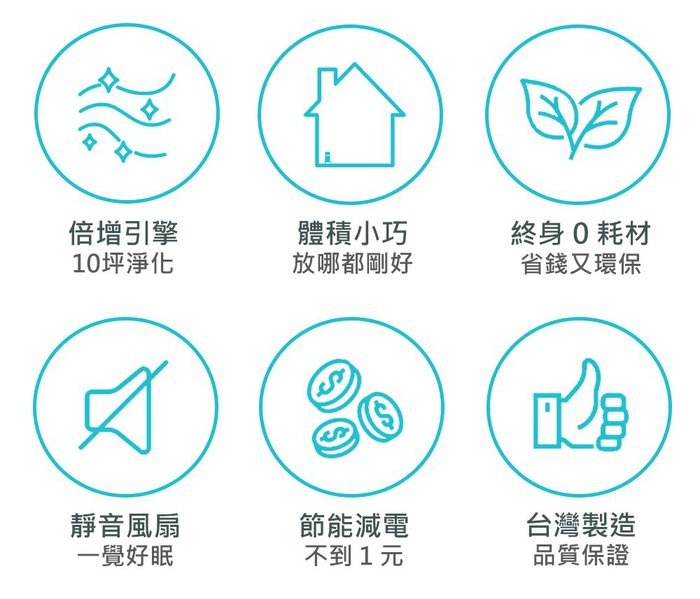 倍增引擎
10坪淨化
體積小巧
放哪都剛好
終身0耗材
省錢又環保
靜音風扇
一覺好眠
節能減電
不到1元
台灣製造
品質保證